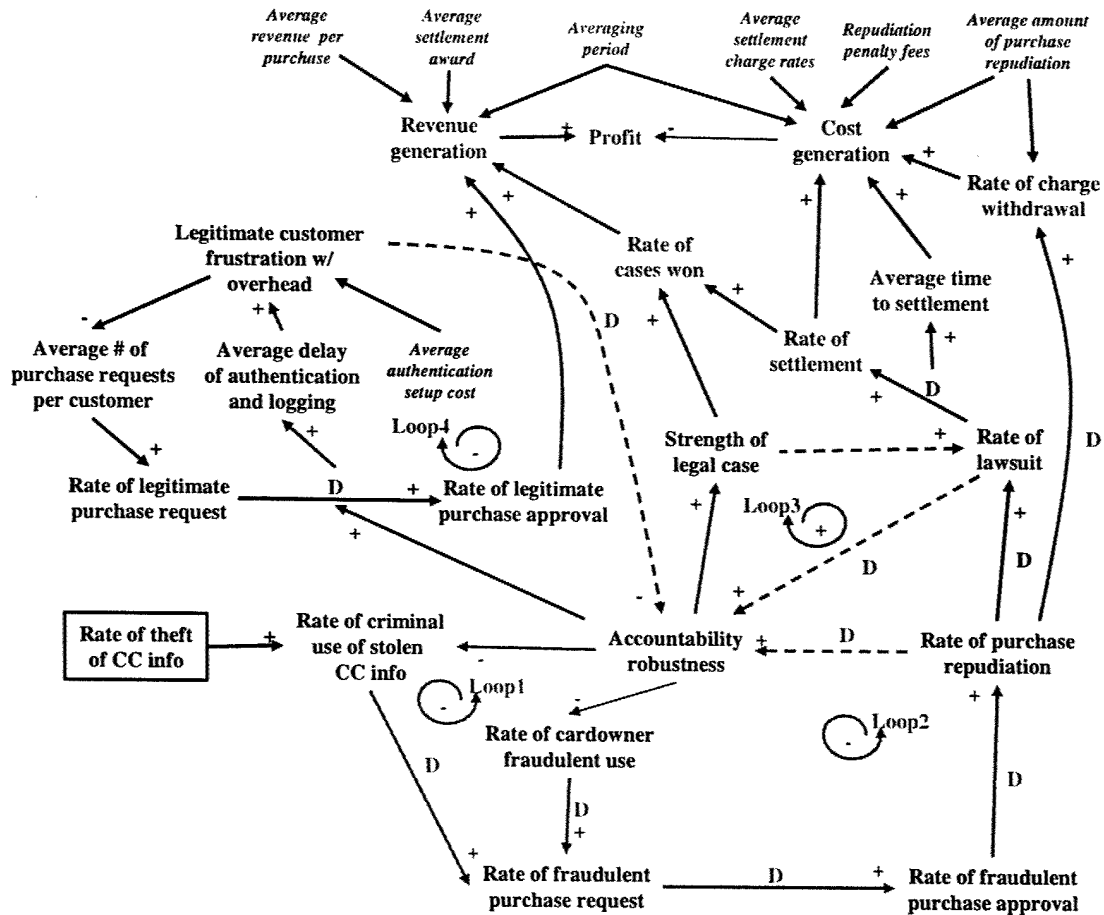 Average
revenue per
purchase
Average
settlement
award
Averaging
period
Average
settlement
charge rates
Repudiation
penalty fees
Average amount
of purchase
repudiation
Revenue
generation
+
Profit
-
Cost
generation
+
Rate of charge
withdrawal
+
+
+
+
+
Legitimate customer
frustration w/
overhead
Rate of
cases won
Average time
to settlement
-
+
D
+
+
+
Average # of
purchase requests
per customer
Average delay
of authentication
and logging
Average
authentication
setup cost
Rate of
settlement
D
+
+
+
Loop4
-
Strength of
legal case
+
Rate of
lawsuit
D
Rate of legitimate
purchase request
D
+
Rate of legitimate
purchase approval
+
+
Loop3
+
+
D
D
-
+
Rate of theft
of CC info
+
Rate of criminal
use of stolen
CC info
-
Accountability
robustness
+
D
Rate of purchase
repudiation
Loop1
-
-
+
Loop2
-
Rate of cardowner
fraudulent use
D
D
+
D
+
Rate of fraudulent
purchase request
D
+
Rate of fraudulent
purchase approval